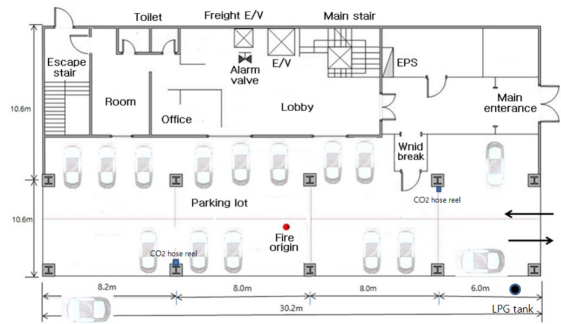 Toilet
Freight E/V
Main stair
Escape
stair
Alarm
valve
E/V
EPS
Room
Office
Lobby
Main
enterance
10.6m
Wnid
break
CO2 hose reel
Parking lot
10.6m
Fire
origin
CO2 hose reel
8.2m
8.0m
8.0m
6.0m
30.2m
LPG tank